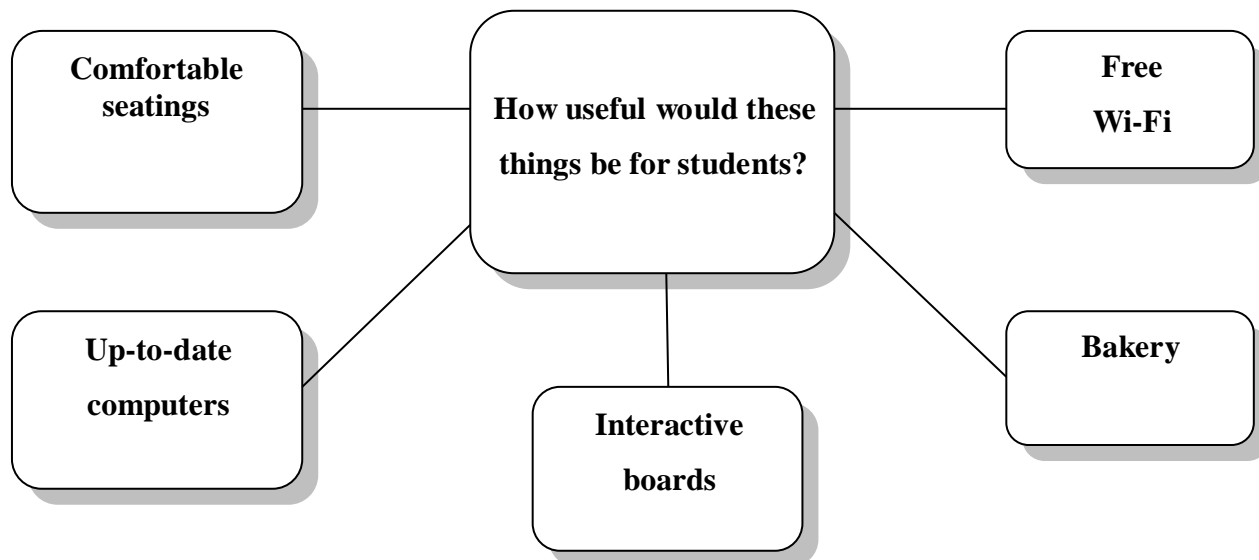 Comfortable
seatings
How useful would these
things be for students?
Free
Wi-Fi
Up-to-date
computers
Interactive
boards
Bakery